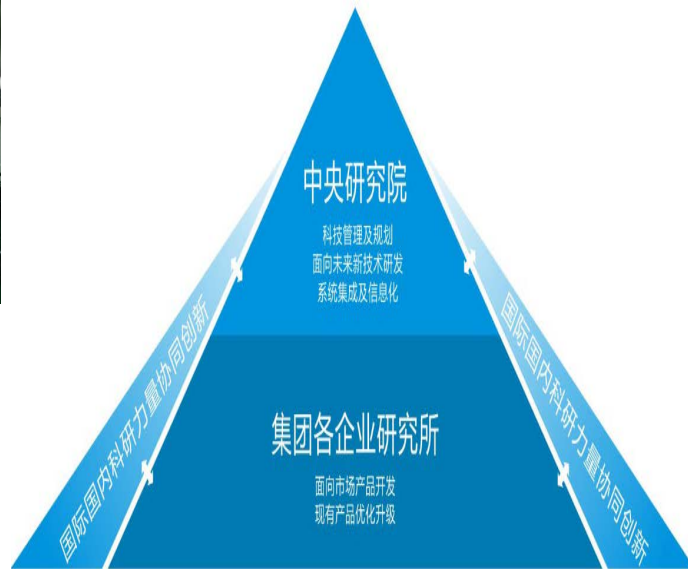 中央研究院
科技管理及规划
面向未来新技术研发
系统集成及信息化
国际国内科研力量协同创新
国际国内科研力量协同创新
集团各企业研究所
面向市场产品开发
现有产品优化升级